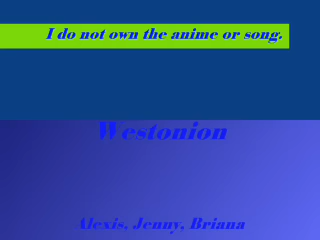 I do not own the anime or song.
Westonion
Alexis, Jenny, Briana